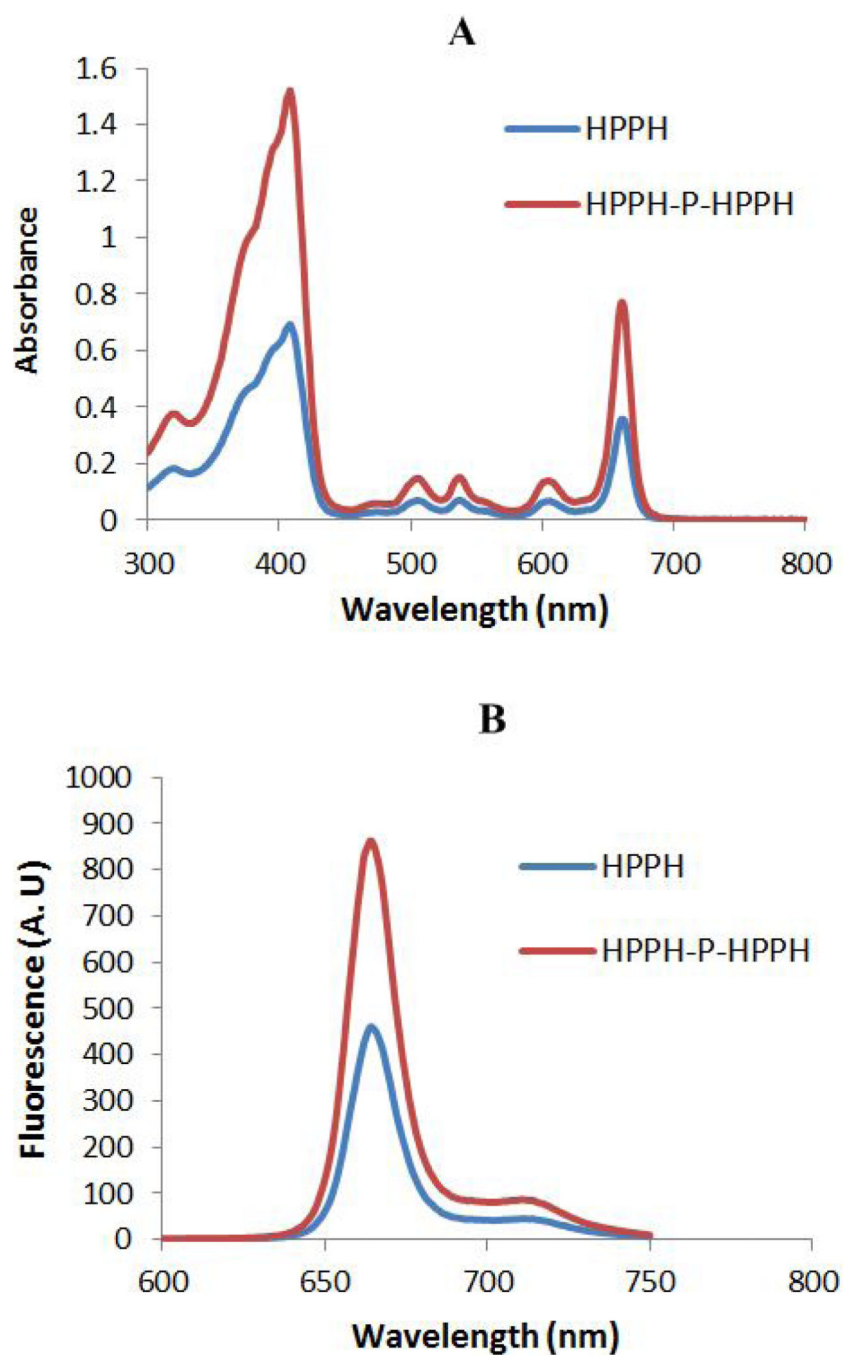 A
1.6
1.4
1.2
1
0.8
0.6
0.4
0.2
0
Absorbance
HPPH
HPPH-P-HPPH
300 400 500 600 700 800
Wavelength (nm)
B
1000
900
800
700
600
500
400
300
200
100
0
Fluorescence (A. U)
HPPH
HPPH-P-HPPH
600 650 700 750 800
Wavelength (nm)